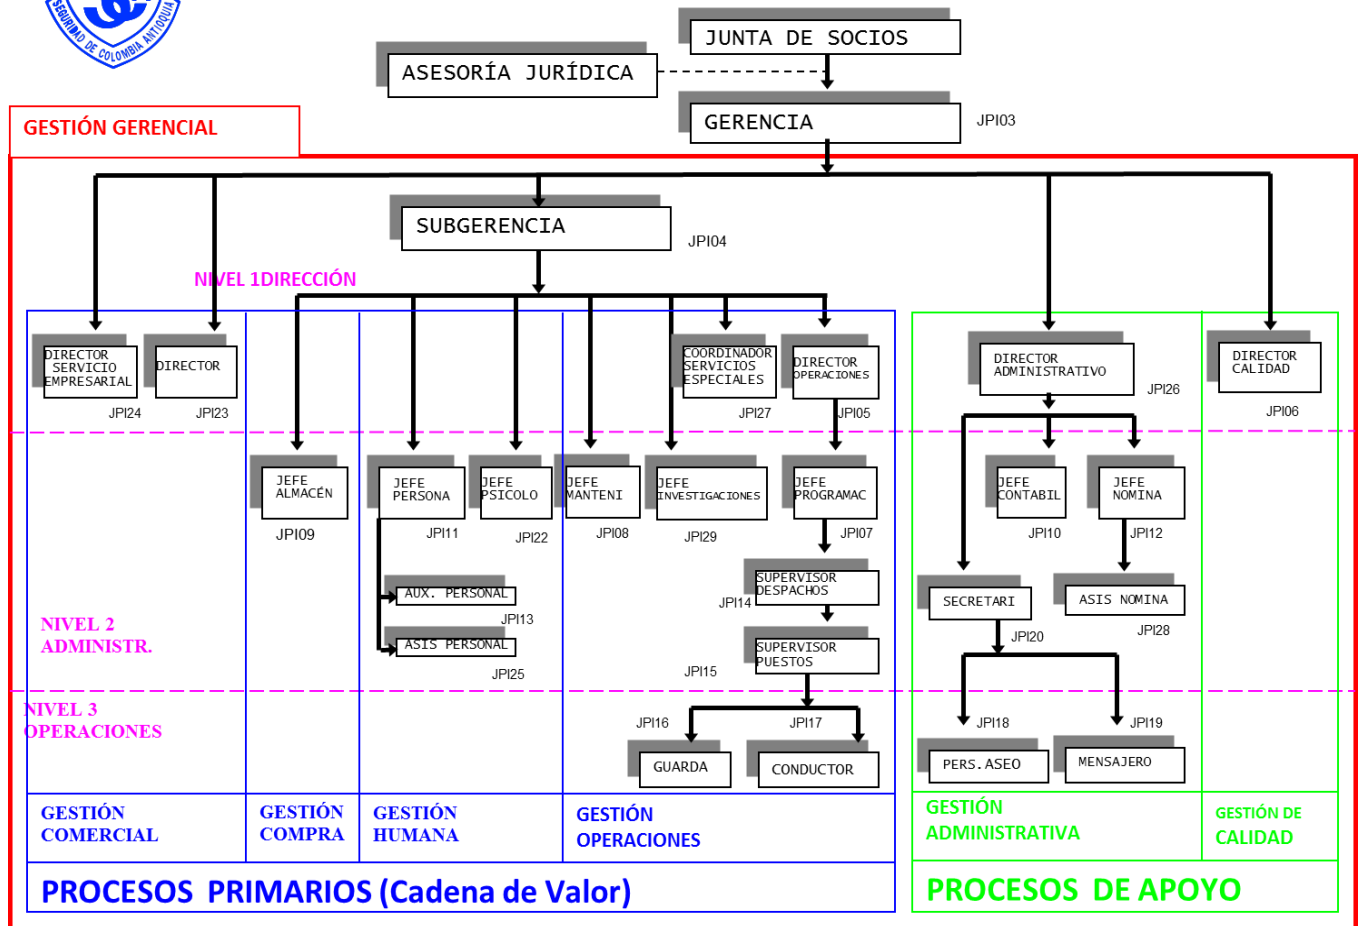 SEGURIDAD DE COLOMBIA ANTIOQUIA
JUNTA DE SOCIOS
ASESORÍA JURÍDICA
GERENCIA
JPI03
GESTIÓN GERENCIAL
SUBGERENCIA
JPI04
NIVEL 1DIRECCIÓN
DIRECTOR
SERVICIO
EMPRESARIAL
JPI24
DIRECTOR
JPI23
COORDINADOR
SERVICIOS
ESPECIALES
JPI27
DIRECTOR
OPERACIONES
JPI05
DIRECTOR
ADMINISTRATIVO
JPI26
DIRECTOR
CALIDAD
JPI06
JEFE
ALMACÉN
JPI09
JEFE
PERSONA
JPI11
JEFE
PSICOLO
JPI22
JEFE
MANTENI
JPI08
JEFE
INVESTIGACIONES
JPI29
JEFE
PROGRAMAC
JPI07
JEFE
CONTABIL
JPI10
JEFE
NOMINA
JPI12
AUX. PERSONAL
JPI13
ASIS PERSONAL
JPI25
SUPERVISOR
DESPACHOS
JPI14
SUPERVISOR
PUESTOS
JPI15
SECRETARI
JPI20
ASIS NOMINA
JPI28
NIVEL 2
ADMINISTR.
NIVEL 3
OPERACIONES
JPI16
GUARDA
JPI17
CONDUCTOR
JPI18
PERS.ASEO
JPI19
MENSAJERO
GESTIÓN
COMERCIAL
GESTIÓN
COMPRA
GESTIÓN
HUMANA
GESTIÓN
OPERACIONES
GESTIÓN
ADMINISTRATIVA
GESTIÓN DE
CALIDAD
PROCESOS PRIMARIOS (Cadena de Valor)
PROCESOS DE APOYO